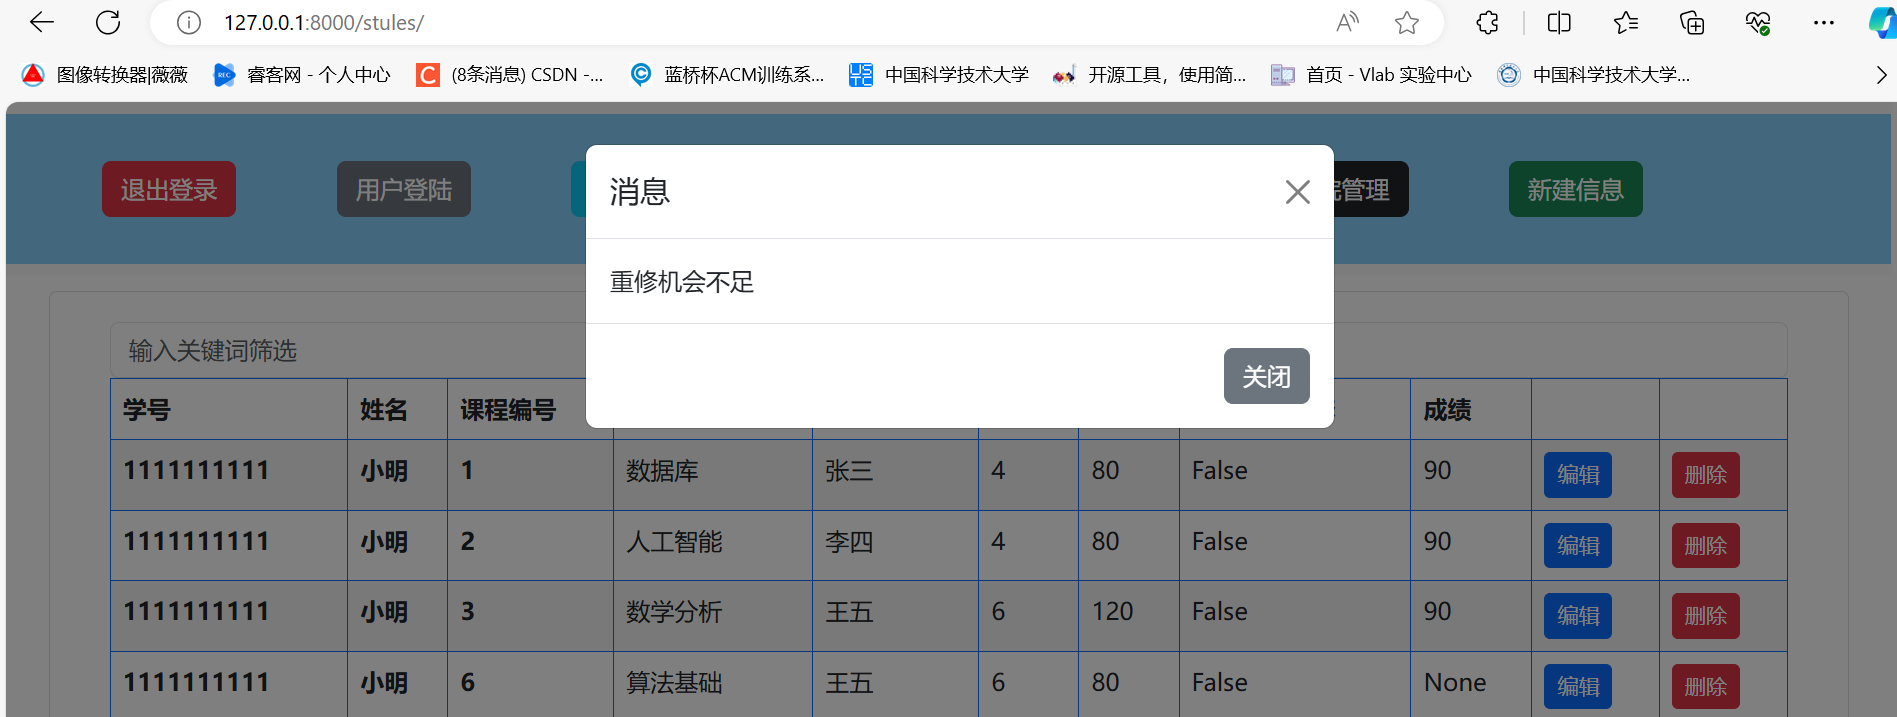 127.0.0.1:8000/stules/
图像转换器|薇薇 睿客网 - 个人中心 (8条消息) CSDN -... 蓝桥杯ACM训练系... 中国科学技术大学 开源工具，使用简... 首页 - Vlab 实验中心 中国科学技术大学...
退出登录 用户登陆 院管理 新建信息
消息
重修机会不足
关闭
输入关键词筛选
学号 姓名 课程编号 成绩
1111111111 小明 1 数据库 张三 4 80 False 90 编辑 删除
1111111111 小明 2 人工智能 李四 4 80 False 90 编辑 删除
1111111111 小明 3 数学分析 王五 6 120 False 90 编辑 删除
1111111111 小明 6 算法基础 王五 6 80 False None 编辑 删除